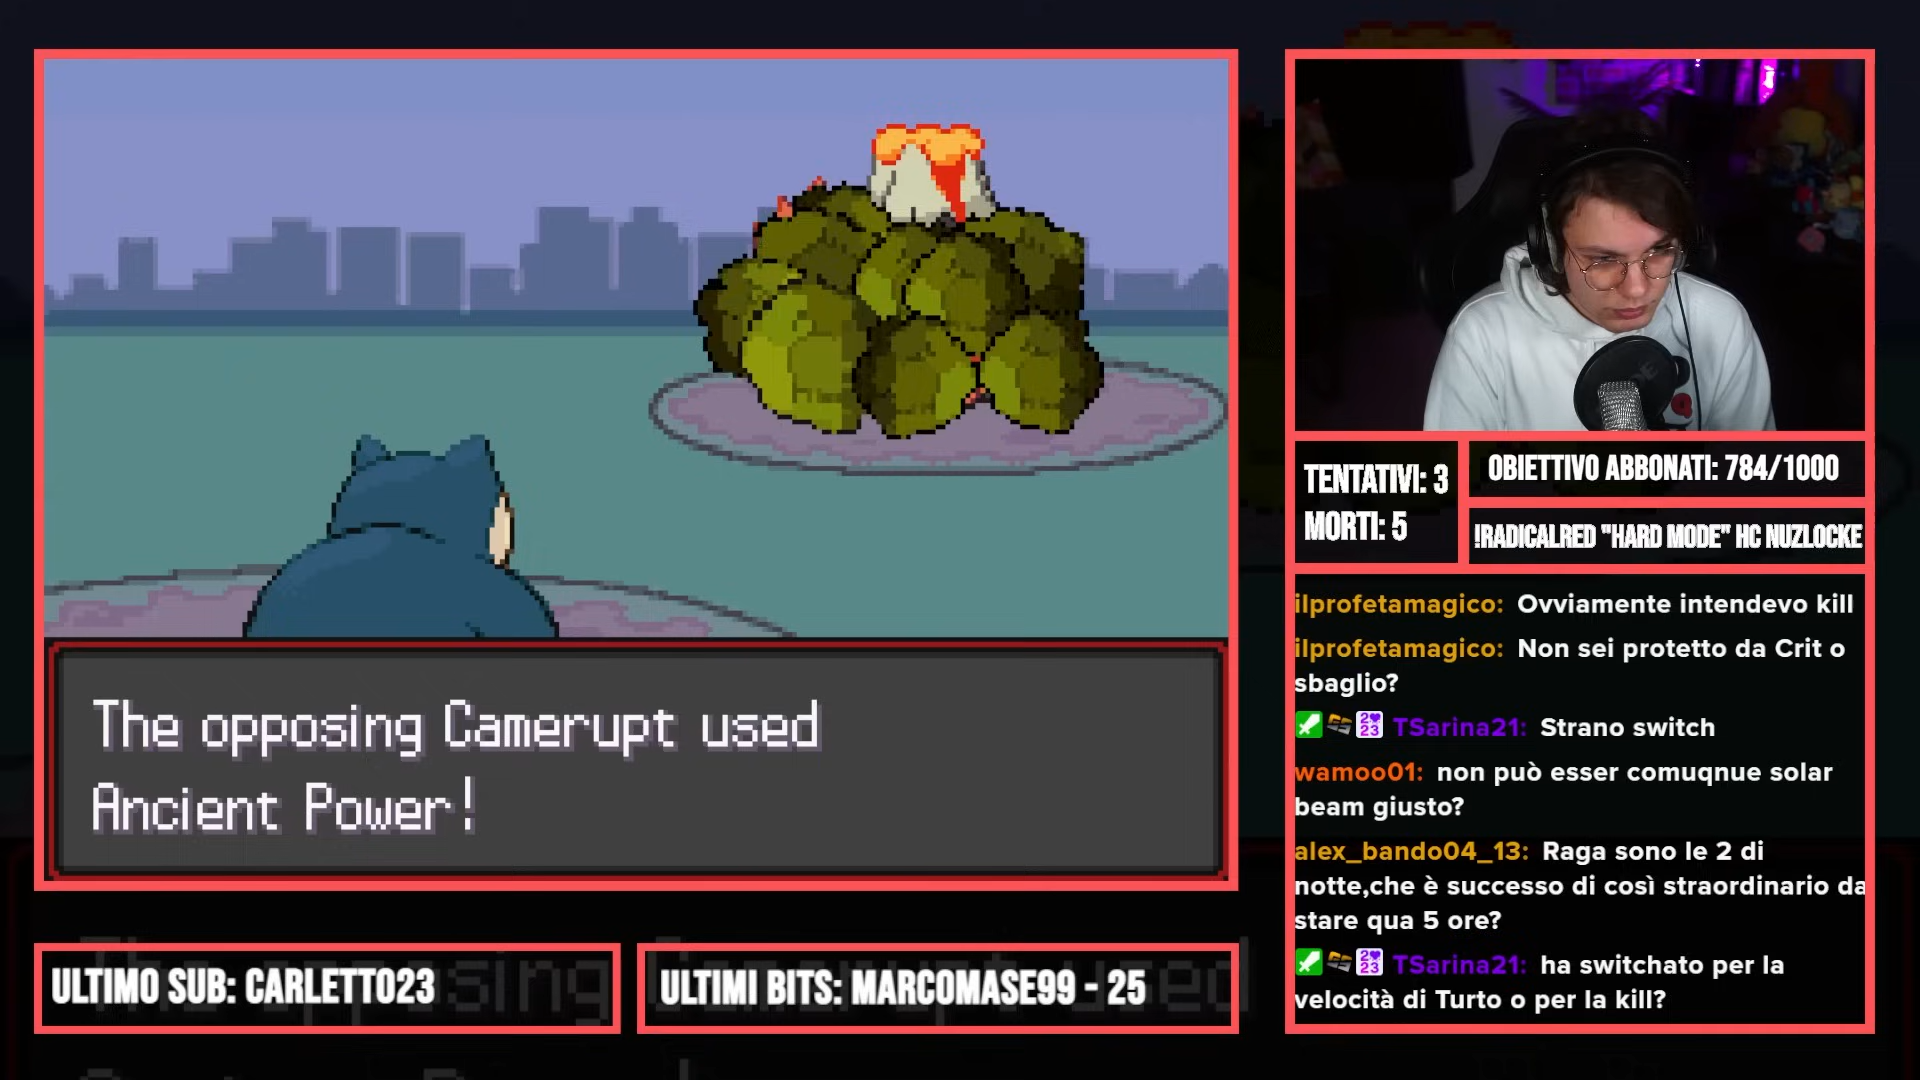 The opposing Camerupt used
Ancient Power!
TENTATIVI: 3
MORTI: 5
OBIETTIVO ABBONATI: 784/1000
!RADICALRED "HARD MODE" HC NUZLOCKE
ilprofetamagico: Ovviamente intendevo kill
ilprofetamagico: Non sei protetto da Crit o
sbaglio?
TSarina21: Strano switch
wamoo01: non può esser comuqnue solar
beam giusto?
alex_bando04_13: Raga sono le 2 di
notte,che è successo di così straordinario da
stare qua 5 ore?
TSarina21: ha switchato per la
velocità di Turto o per la kill?
ULTIMO SUB: CARLETTO23
ULTIMI BITS: MARCOMASE99 - 25